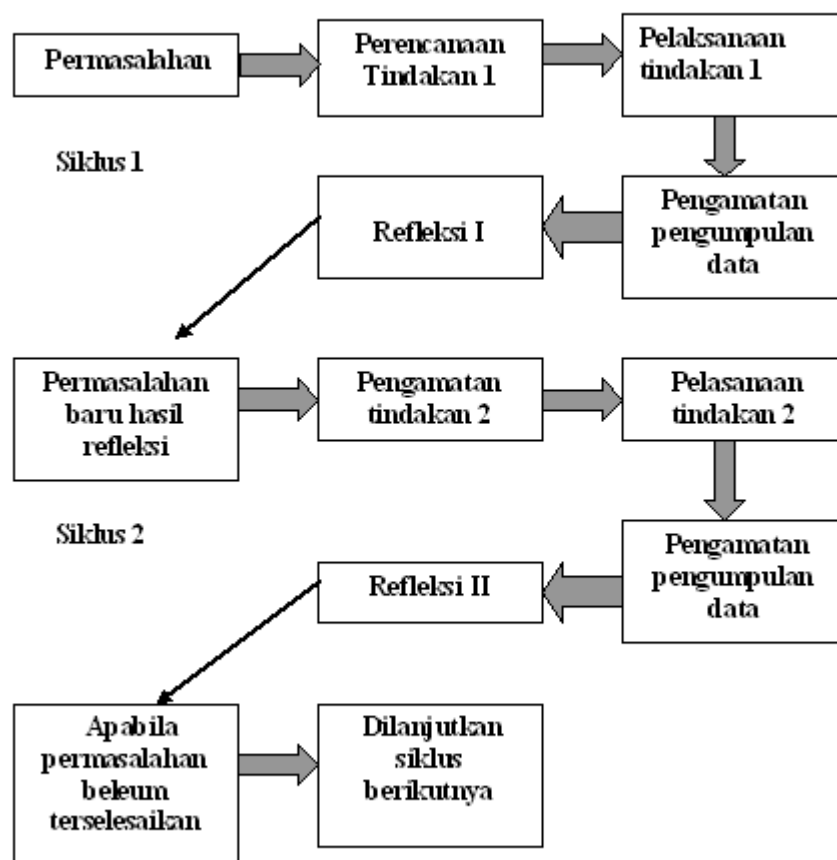 Permasalahan
Perencanaan
Tindakan 1
Pelaksanaan
tindakan 1
Siklus 1
Refleksi I
Pengamatan
pengumpulan
data
Permasalahan
baru hasil
refleksi
Pengamatan
tindakan 2
Pelasanaan
tindakan 2
Siklus 2
Refleksi II
Pengamatan
pengumpulan
data
Apabila
permasalahan
beleum
terselesaikan
Dilanjutkan
siklus
berikutnya